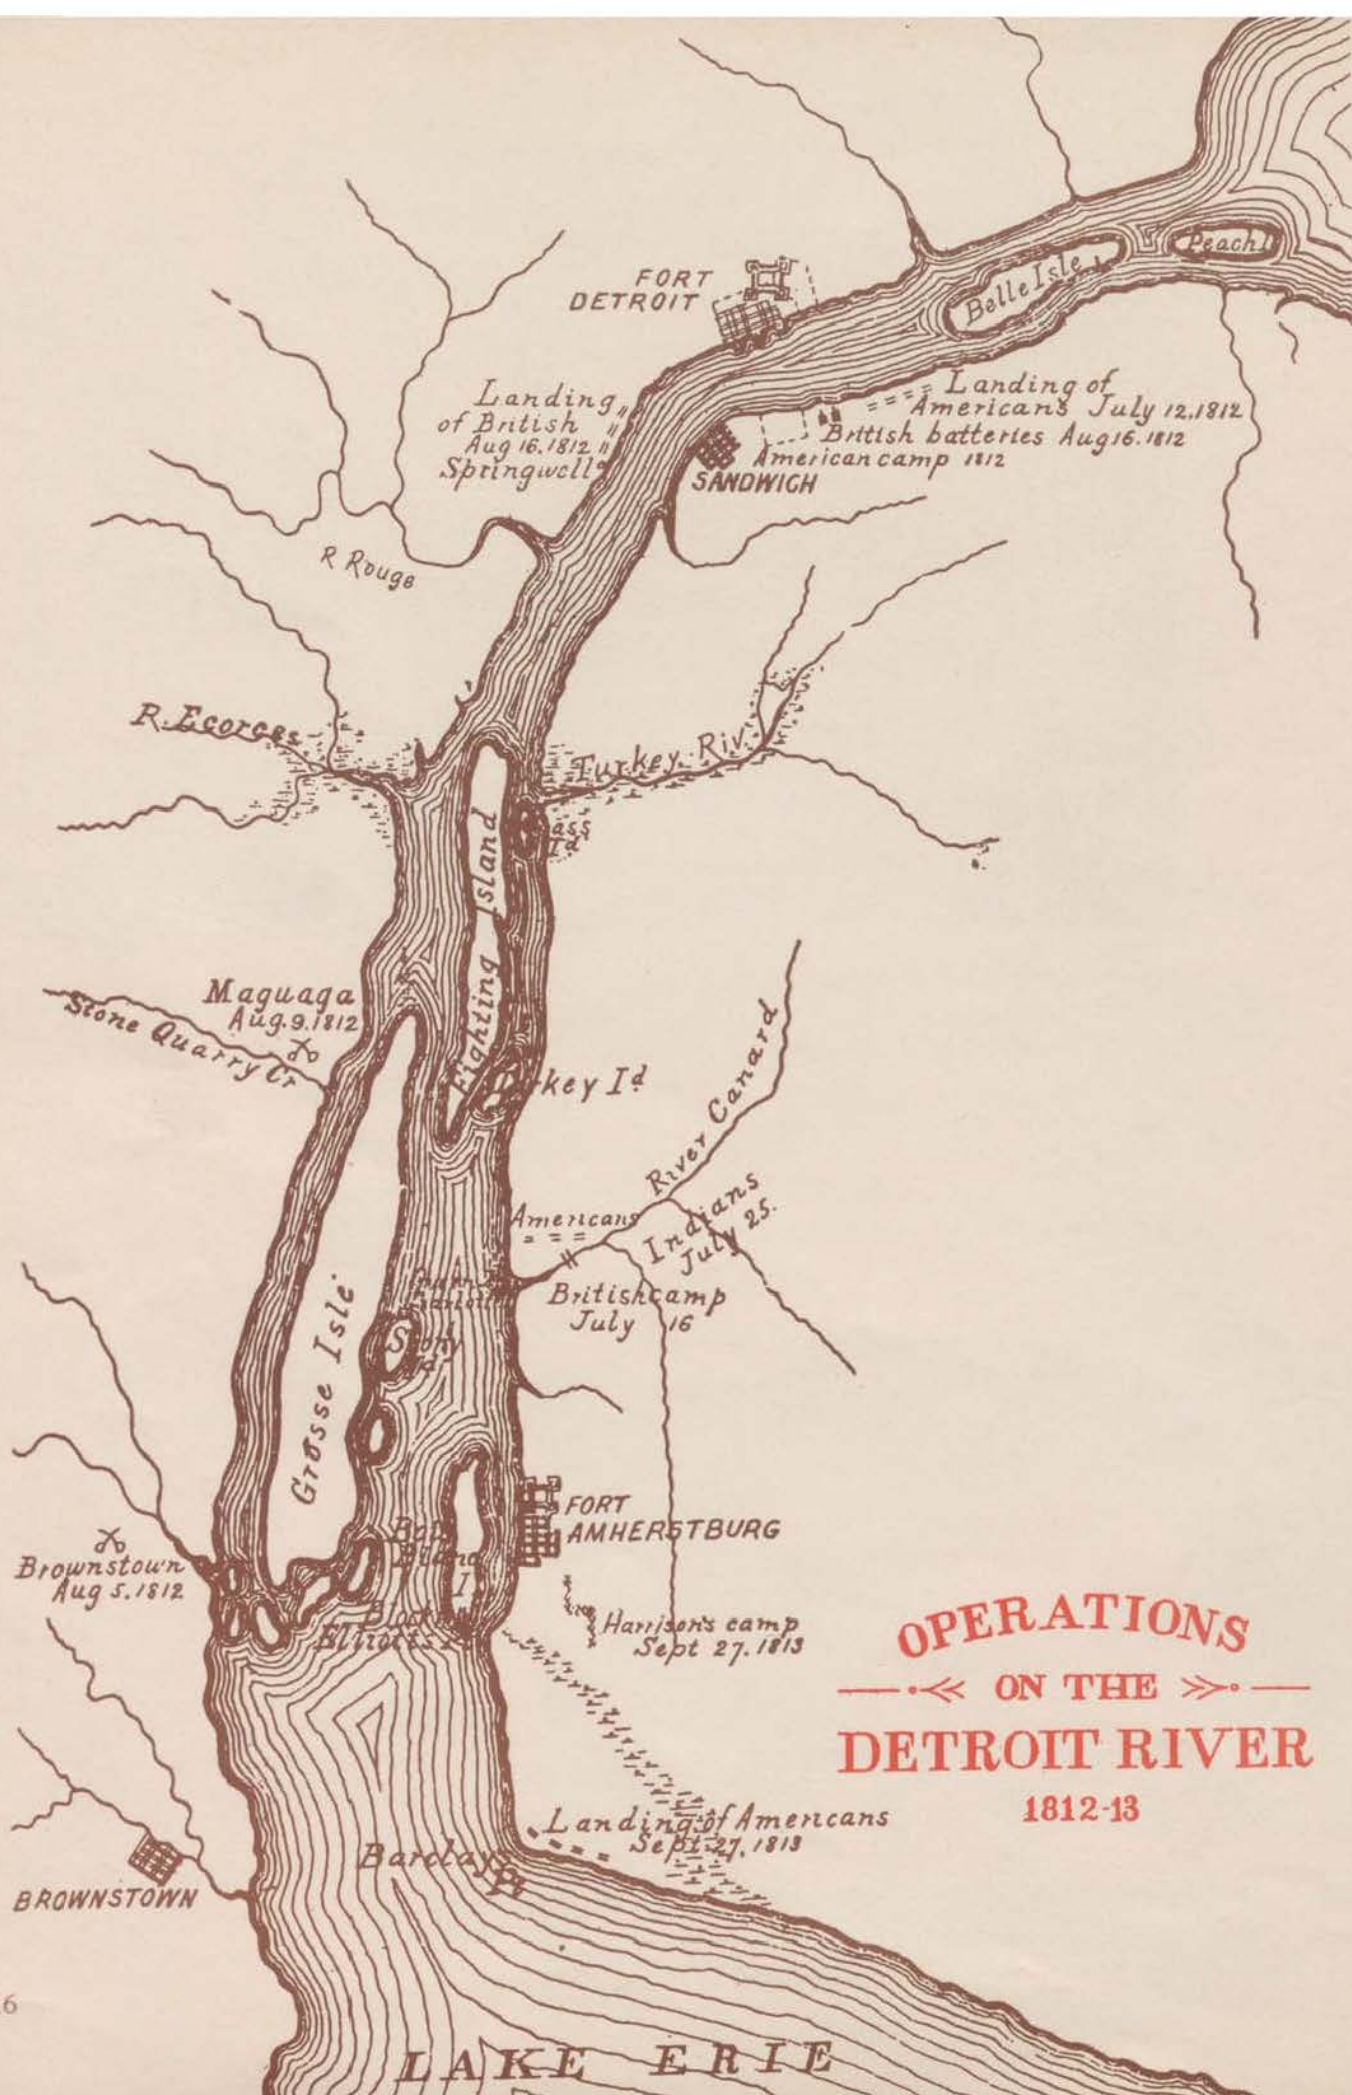 Peach I
Belle Isle
FORT
DETROIT
Landing
of British
Aug 16.1812
Springwell
Landing of
Americans July 12.1812
British batteries Aug 16.1812
American camp 1812
SANDWICH
R Rouge
R. Ecorces
Turkey Riv.
Fighting Island
Maguaga
Aug. 9. 1812
Stone Quarry Cr
River Canard
Americans
Indians
July 25.
British camp
July 16
Grosse Isle
Stony
Id
FORT
AMHERSTBURG
Brownstown
Aug 5. 1812
Harrison's camp
Sept 27. 1813
OPERATIONS
ON THE
DETROIT RIVER
1812-13
Landing of Americans
Sept. 27, 1813
Barclay
Pt
BROWNSTOWN
6
LAKE ERIE